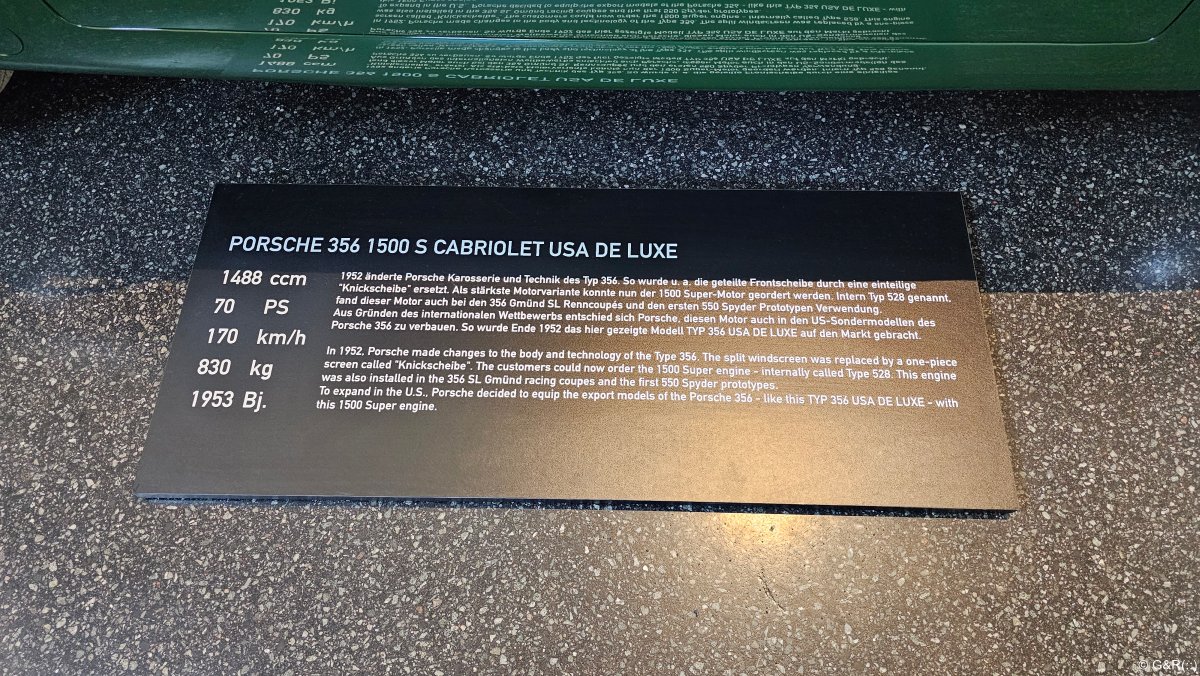 PORSCHE 356 1500 S CABRIOLET USA DE LUXE
1488 ccm
70 PS
170 km/h
830 kg
1953 Bj.
1952 änderte Porsche Karosserie und Technik des Typ 356. So wurde u. a. die geteilte Frontscheibe durch eine einteilige
"Knickscheibe" ersetzt. Als stärkste Motorvariante konnte nun der 1500 Super-Motor geordert werden. Intern Typ 528 genannt,
fand dieser Motor auch bei den 356 Gmünd SL Renncoupés und den ersten 550 Spyder Prototypen Verwendung.
Aus Gründen des internationalen Wettbewerbs entschied sich Porsche, diesen Motor auch in den US-Sondermodellen des
Porsche 356 zu verbauen. So wurde Ende 1952 das hier gezeigte Modell TYP 356 USA DE LUXE auf den Markt gebracht.
In 1952, Porsche made changes to the body and technology of the Type 356. The split windscreen was replaced by a one-piece
screen called "Knickscheibe". The customers could now order the 1500 Super engine - internally called Type 528. This engine
was also installed in the 356 SL Gmünd racing coupes and the first 550 Spyder prototypes.
To expand in the U.S., Porsche decided to equip the export models of the Porsche 356 - like this TYP 356 USA DE LUXE - with
this 1500 Super engine.